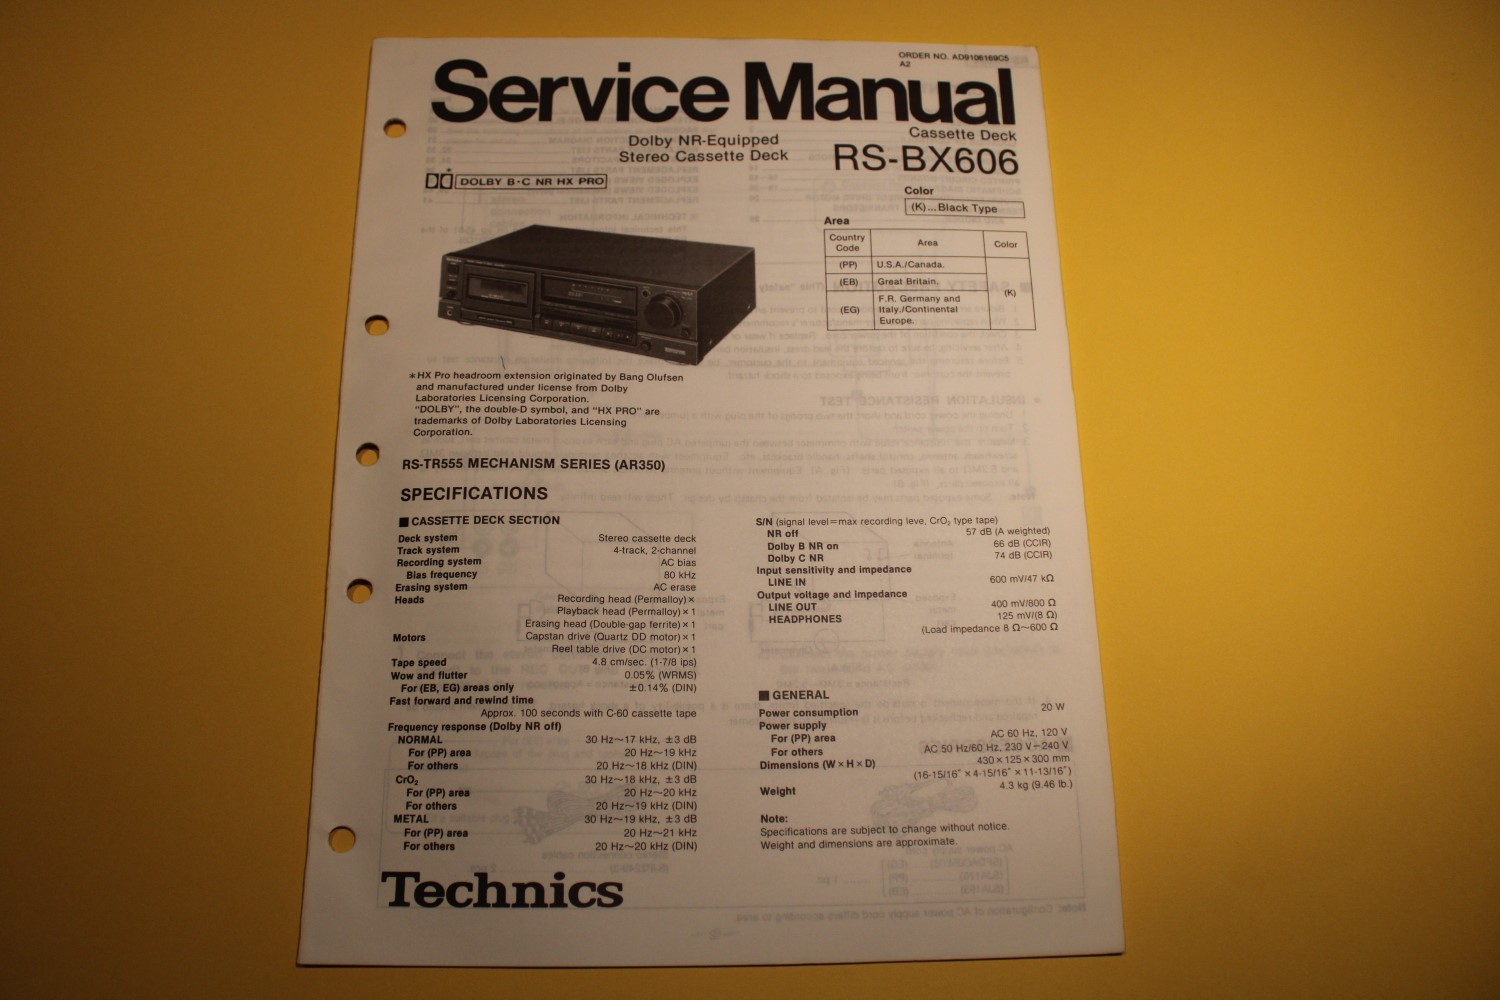 ORDER NO. AD9106169C5
A2
Service Manual
Cassette Deck
Dolby NR-Equipped
Stereo Cassette Deck
RS-BX606
DOLBY B·C NR HX PRO
Color
(K)...Black Type
Area
Country Code Area Color
(PP) U.S.A./Canada.
(EB) Great Britain.
(K)
(EG) F.R. Germany and Italy./Continental Europe.
* HX Pro headroom extension originated by Bang Olufsen
and manufactured under license from Dolby
Laboratories Licensing Corporation.
"DOLBY", the double-D symbol, and "HX PRO" are
trademarks of Dolby Laboratories Licensing
Corporation.
RS-TR555 MECHANISM SERIES (AR350)
SPECIFICATIONS
■ CASSETTE DECK SECTION
Deck system Stereo cassette deck
Track system 4-track, 2-channel
Recording system AC bias
Bias frequency 80 kHz
Erasing system AC erase
Heads Recording head (Permalloy)×
Playback head (Permalloy)×1
Erasing head (Double-gap ferrite)×1
Motors Capstan drive (Quartz DD motor)×1
Reel table drive (DC motor)×1
Tape speed 4.8 cm/sec. (1-7/8 ips)
Wow and flutter 0.05% (WRMS)
For (EB, EG) areas only ±0.14% (DIN)
Fast forward and rewind time
Approx. 100 seconds with C-60 cassette tape
Frequency response (Dolby NR off)
NORMAL 30 Hz~17 kHz, ±3 dB
For (PP) area 20 Hz~19 kHz
For others 20 Hz~18 kHz (DIN)
CrO₂ 30 Hz~18 kHz, ±3 dB
For (PP) area 20 Hz~20 kHz
For others 20 Hz~19 kHz (DIN)
METAL 30 Hz~19 kHz, ±3 dB
For (PP) area 20 Hz~21 kHz
For others 20 Hz~20 kHz (DIN)
S/N (signal level=max recording leve, CrO₂ type tape)
NR off 57 dB (A weighted)
Dolby B NR on 66 dB (CCIR)
Dolby C NR 74 dB (CCIR)
Input sensitivity and impedance
LINE IN 600 mV/47 kΩ
Output voltage and impedance
LINE OUT 400 mV/800 Ω
HEADPHONES 125 mV/(8 Ω)
(Load impedance 8 Ω~600 Ω
■ GENERAL
Power consumption 20 W
Power supply
For (PP) area AC 60 Hz, 120 V
For others AC 50 Hz/60 Hz, 230 V~240 V
Dimensions (W×H×D) 430×125×300 mm
(16-15/16"×4-15/16"×11-13/16")
Weight 4.3 kg (9.46 lb.)
Note:
Specifications are subject to change without notice.
Weight and dimensions are approximate.
Technics